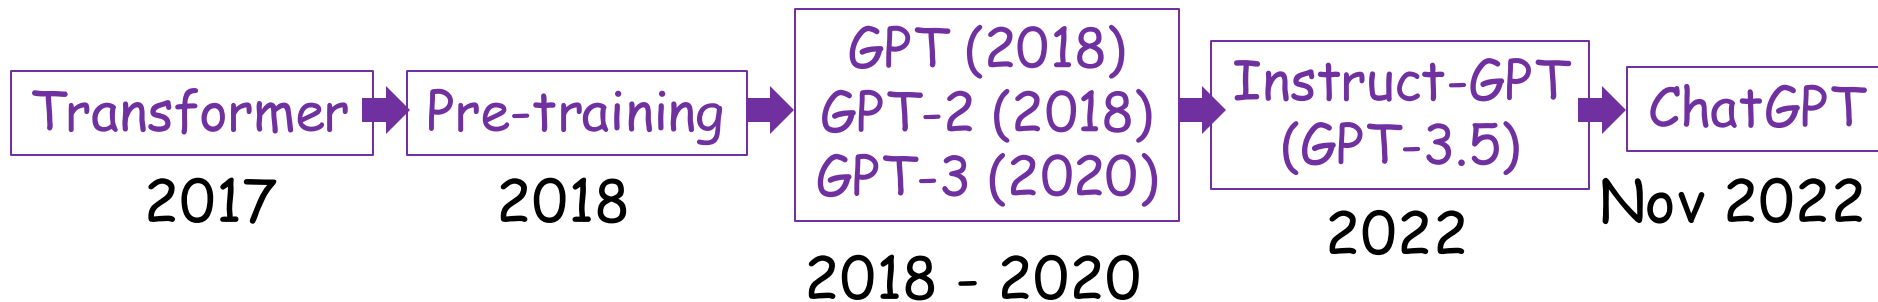 Transformer
2017
Pre-training
2018
GPT (2018)
GPT-2 (2018)
GPT-3 (2020)
2018 - 2020
Instruct-GPT
(GPT-3.5)
2022
ChatGPT
Nov 2022